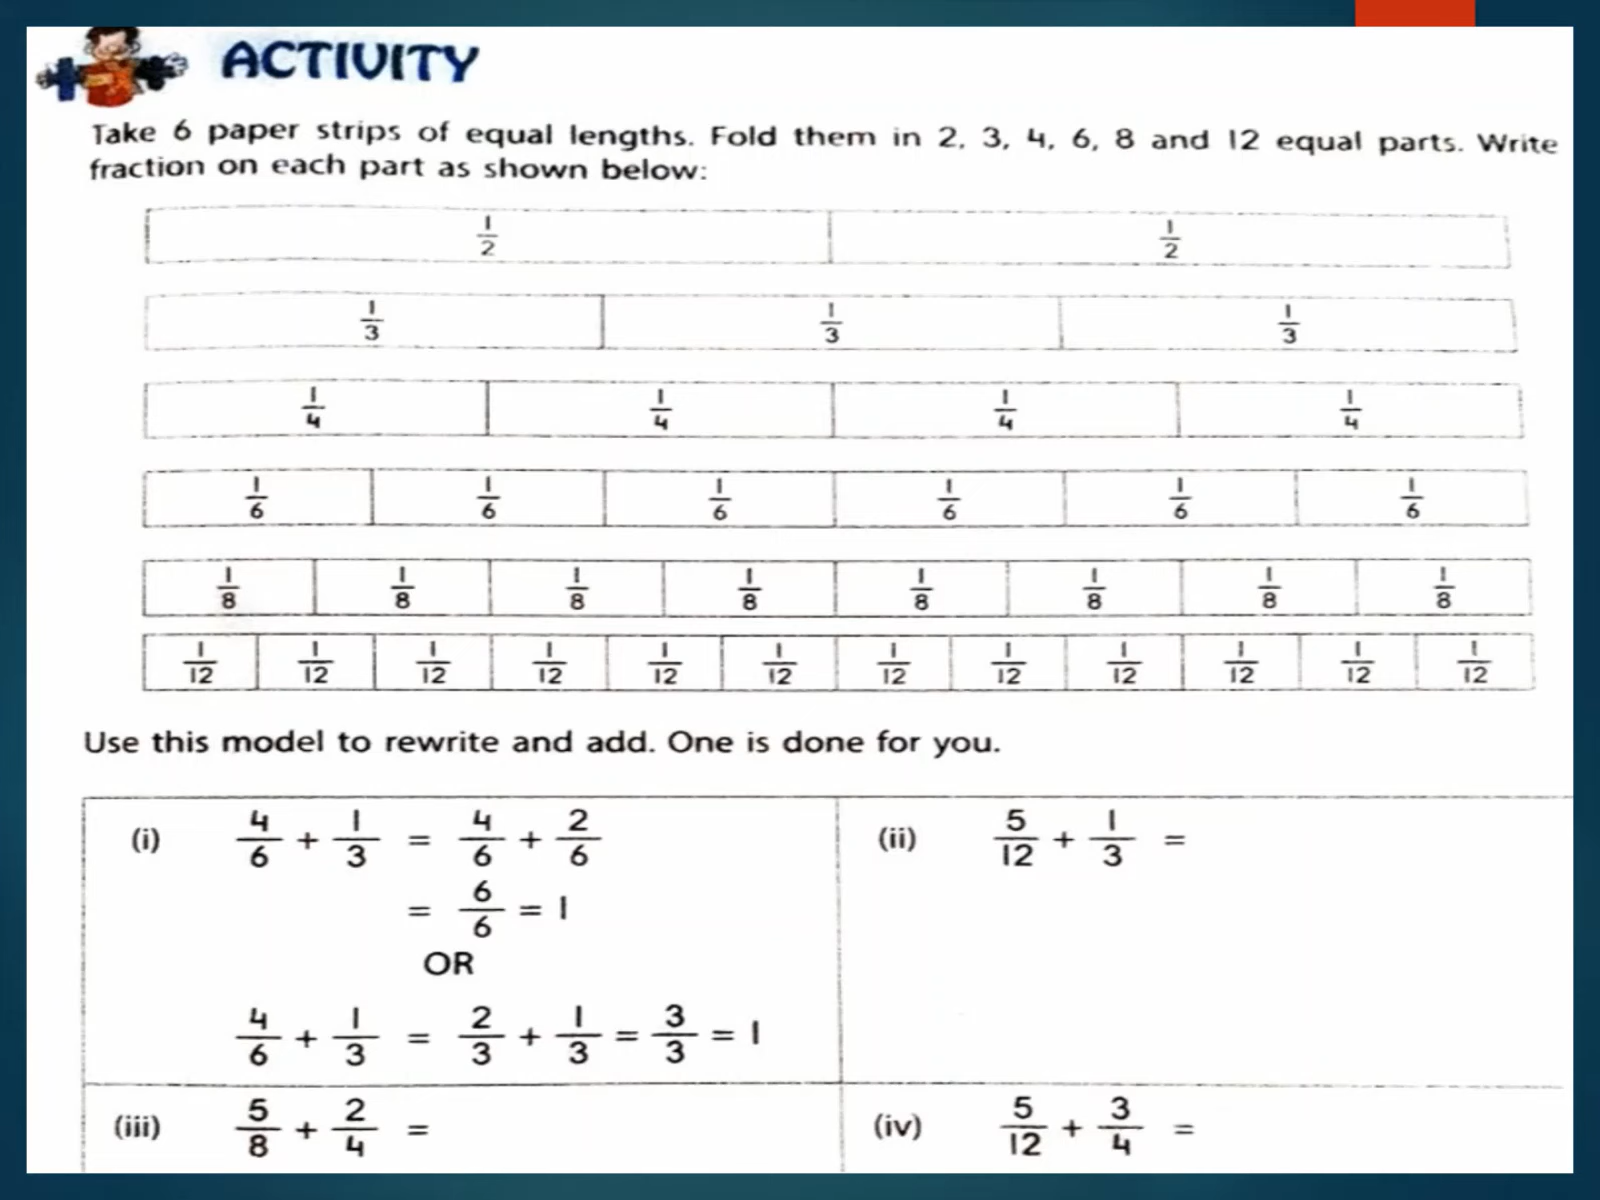 ACTIVITY
Take 6 paper strips of equal lengths. Fold them in 2, 3, 4, 6, 8 and 12 equal parts. Write
fraction on each part as shown below:
1/2 1/2
1/3 1/3 1/3
1/4 1/4 1/4 1/4
1/6 1/6 1/6 1/6 1/6 1/6
1/8 1/8 1/8 1/8 1/8 1/8 1/8 1/8
1/12 1/12 1/12 1/12 1/12 1/12 1/12 1/12 1/12 1/12 1/12 1/12
Use this model to rewrite and add. One is done for you.
(i) 4/6 + 1/3 = 4/6 + 2/6
= 6/6 = 1
OR
4/6 + 1/3 = 2/3 + 1/3 = 3/3 = 1
(ii) 5/12 + 1/3 =
(iii) 5/8 + 2/4 =
(iv) 5/12 + 3/4 =